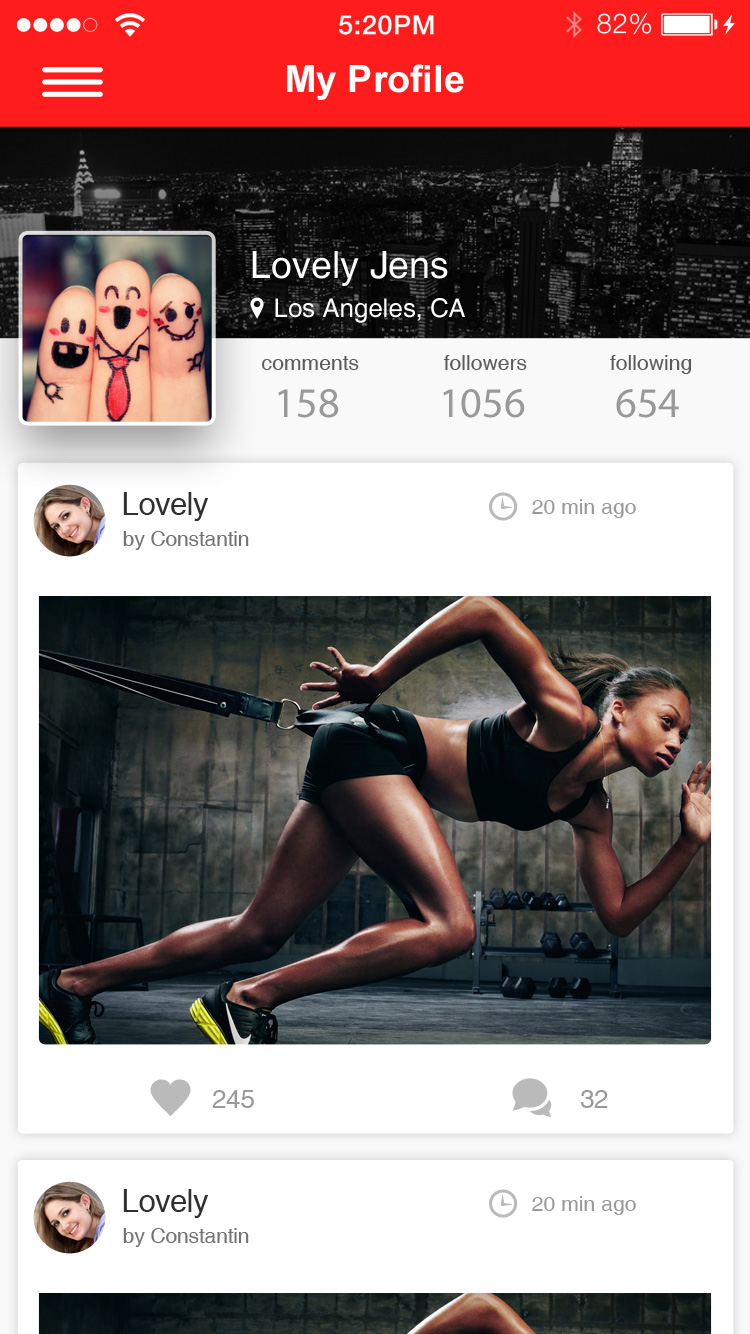 5:20PM
82%
My Profile
Lovely Jens
Los Angeles, CA
comments followers following
158 1056 654
Lovely
20 min ago
by Constantin
245 32
Lovely
20 min ago
by Constantin